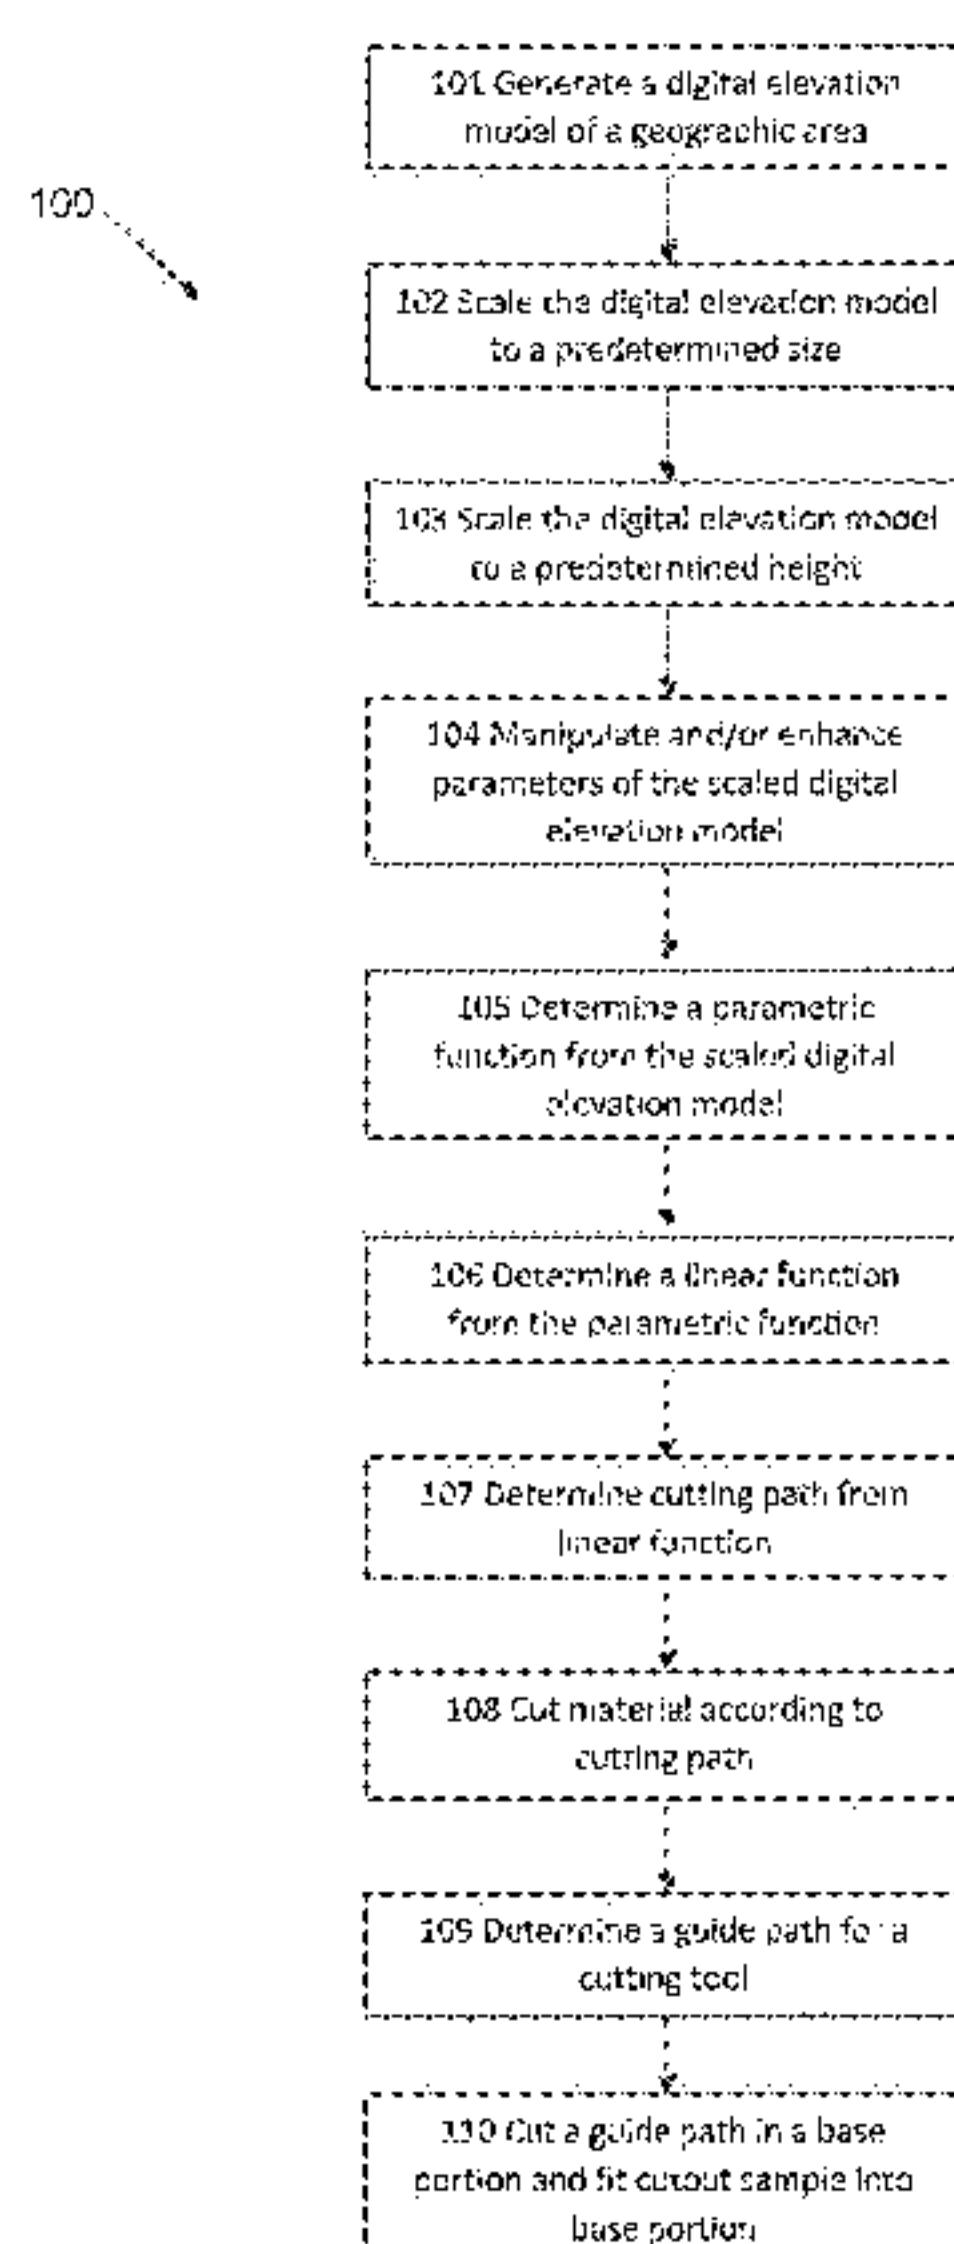 101 Generate a digital elevation
model of a geographic area
100
102 Scale the digital elevation model
to a predetermined size
103 Scale the digital elevation model
to a predetermined height
104 Manipulate and/or enhance
parameters of the scaled digital
elevation model
105 Determine a parametric
function from the scaled digital
elevation model
106 Determine a linear function
from the parametric function
107 Determine cutting path from
linear function
108 Cut material according to
cutting path
109 Determine a guide path for a
cutting tool
110 Cut a guide path in a base
portion and fit cutout sample into
base portion